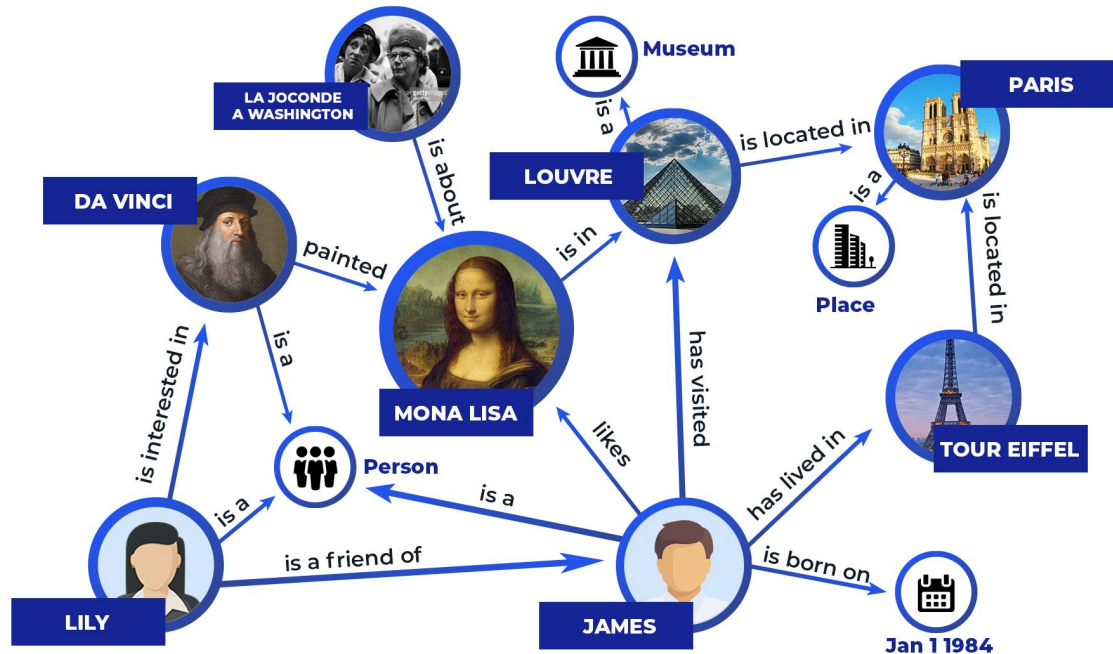 Museum
PARIS
LA JOCONDE
A WASHINGTON
gettyimages
is a
is located in
LOUVRE
is about
is a
DA VINCI
painted
is in
is located in
Place
is a
is interested in
has visited
MONA LISA
likes
TOUR EIFFEL
Person
has lived in
is a
is a
is a friend of
is born on
LILY
JAMES
Jan 1 1984